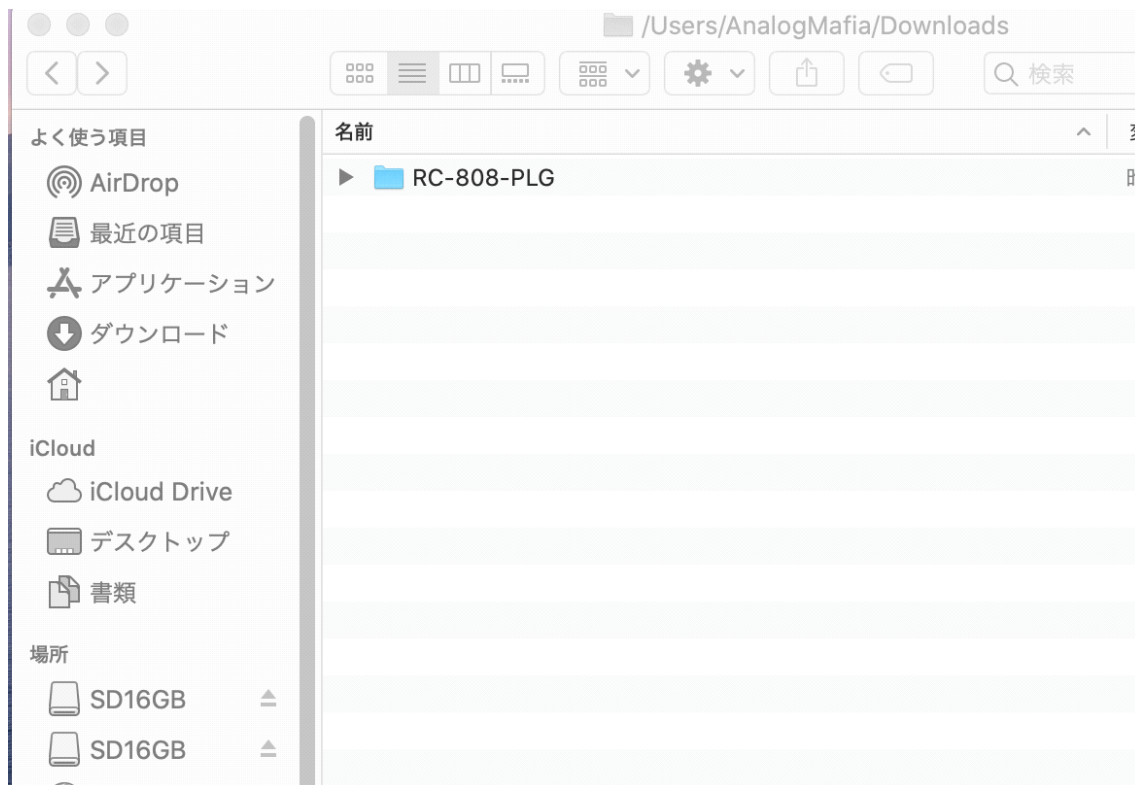 /Users/AnalogMafia/Downloads
検索
よく使う項目
AirDrop
最近の項目
アプリケーション
ダウンロード
iCloud
iCloud Drive
デスクトップ
書類
場所
SD16GB
SD16GB
名前
RC-808-PLG